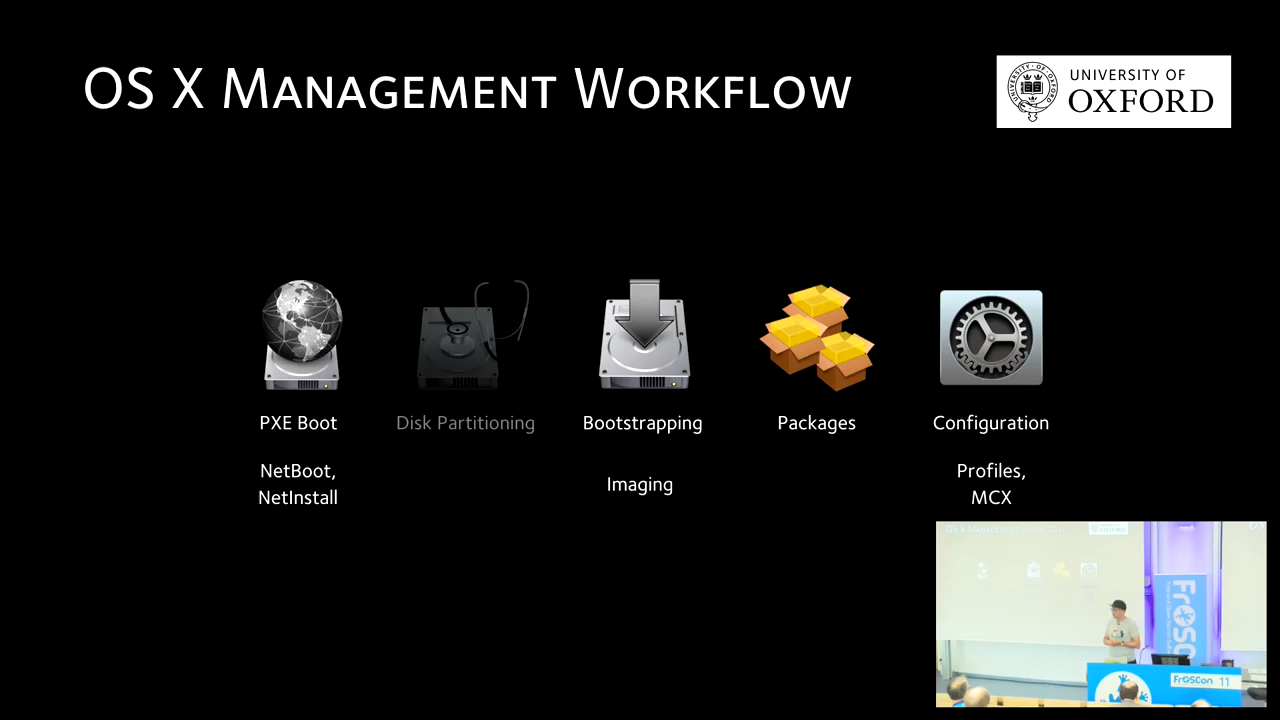 OS X MANAGEMENT WORKFLOW
UNIVERSITY OF
OXFORD
PXE Boot
Disk Partitioning
Bootstrapping
Packages
Configuration
NetBoot,
NetInstall
Imaging
Profiles,
MCX
FrOSCon 11